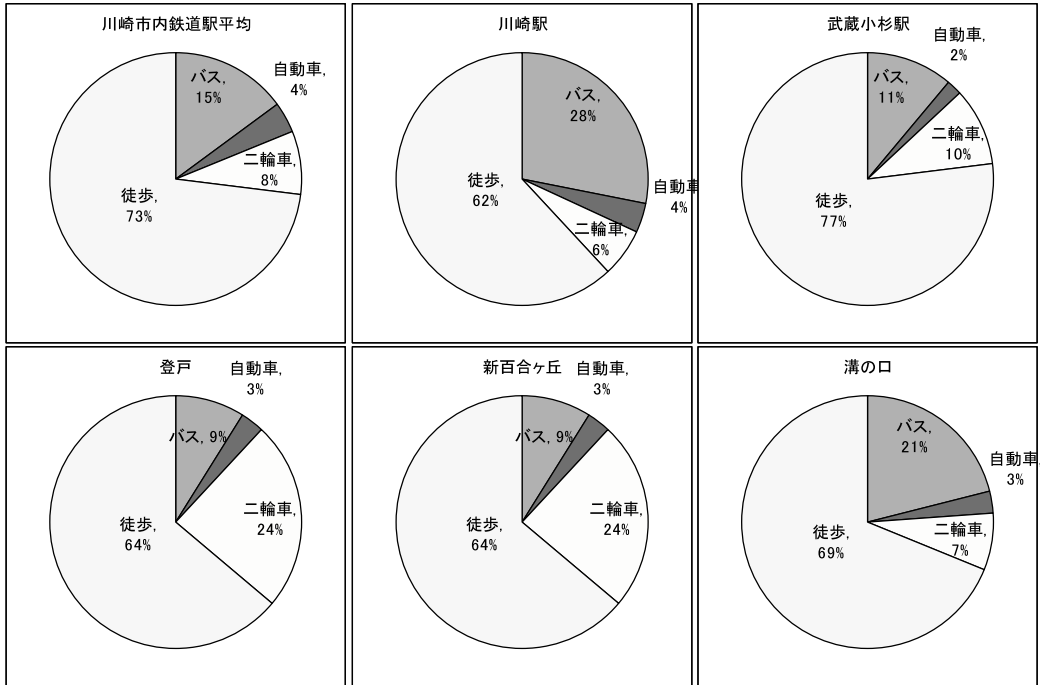 川崎市内鉄道駅平均
バス,
15%
自動車,
4%
二輪車,
8%
徒歩,
73%
川崎駅
バス,
28%
自動車
4%
二輪車,
6%
徒歩,
62%
武蔵小杉駅
バス,
11%
自動車,
2%
二輪車,
10%
徒歩,
77%
登戸
バス, 9%
自動車,
3%
二輪車,
24%
徒歩,
64%
新百合ヶ丘
バス, 9%
自動車,
3%
二輪車,
24%
徒歩,
64%
溝の口
バス,
21%
自動車,
3%
二輪車,
7%
徒歩,
69%